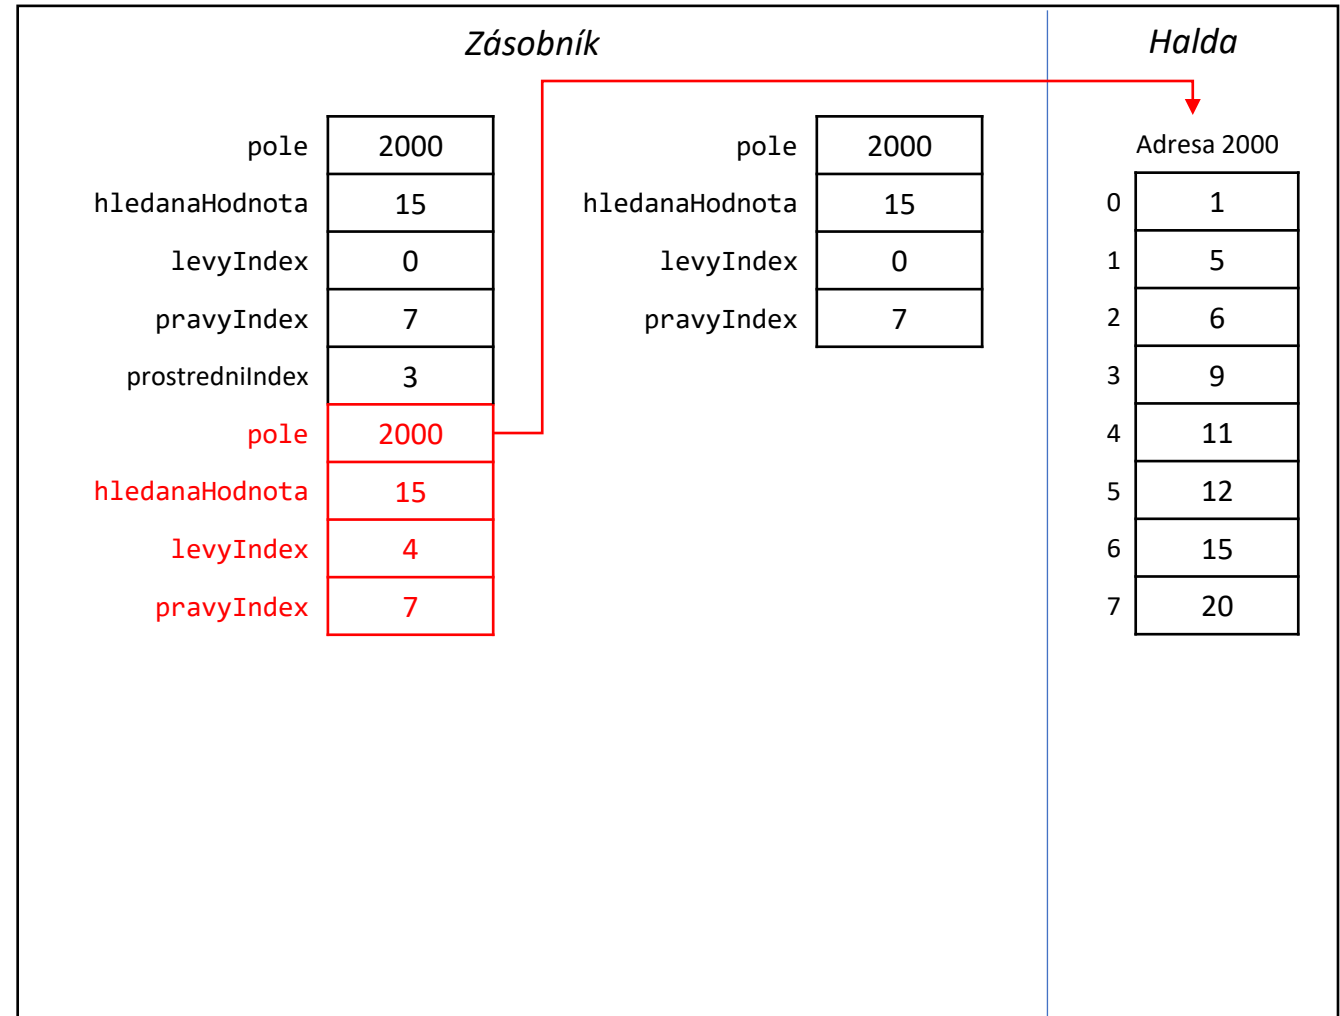 Zásobník
Halda
pole 2000
hledanaHodnota 15
levyIndex 0
pravyIndex 7
prostredniIndex 3
pole 2000
hledanaHodnota 15
levyIndex 4
pravyIndex 7
pole 2000
hledanaHodnota 15
levyIndex 0
pravyIndex 7
Adresa 2000
0 1
1 5
2 6
3 9
4 11
5 12
6 15
7 20